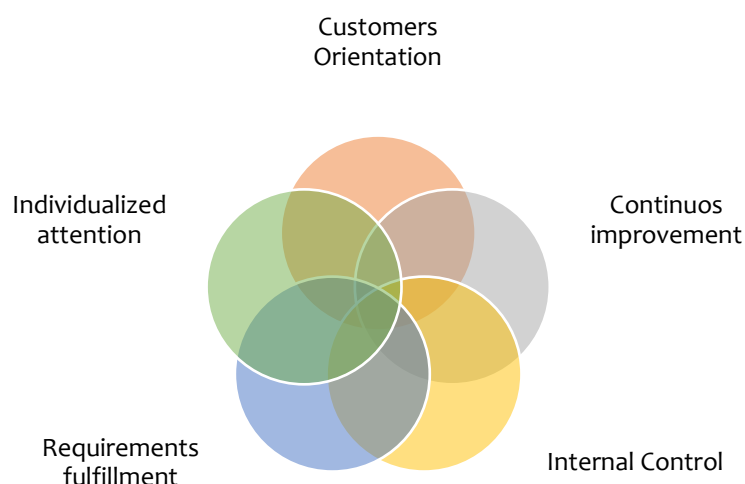 Customers
Orientation
Individualized
attention
Continuos
improvement
Requirements
fulfillment
Internal Control